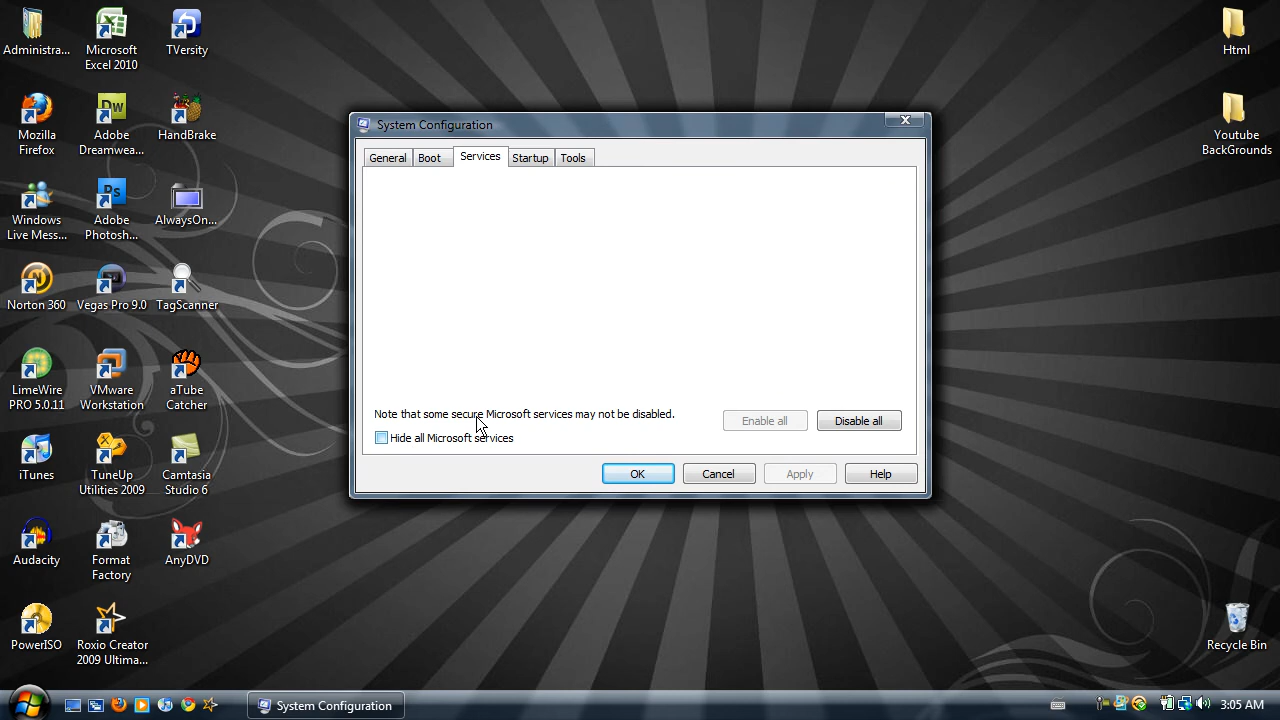 Administra...
Microsoft
Excel 2010
TVersity
Html
Mozilla
Firefox
Adobe
Dreamwea...
HandBrake
Youtube
BackGrounds
Windows
Live Mess...
Adobe
Photosh...
AlwaysOn...
Norton 360
Vegas Pro 9.0
TagScanner
LimeWire
PRO 5.0.11
VMware
Workstation
aTube
Catcher
iTunes
TuneUp
Utilities 2009
Camtasia
Studio 6
Audacity
Format
Factory
AnyDVD
PowerISO
Roxio Creator
2009 Ultima...
Recycle Bin
System Configuration
General
Boot
Services
Startup
Tools
Note that some secure Microsoft services may not be disabled.
Enable all
Disable all
Hide all Microsoft services
OK
Cancel
Apply
Help
System Configuration
3:05 AM
Dw
Ps